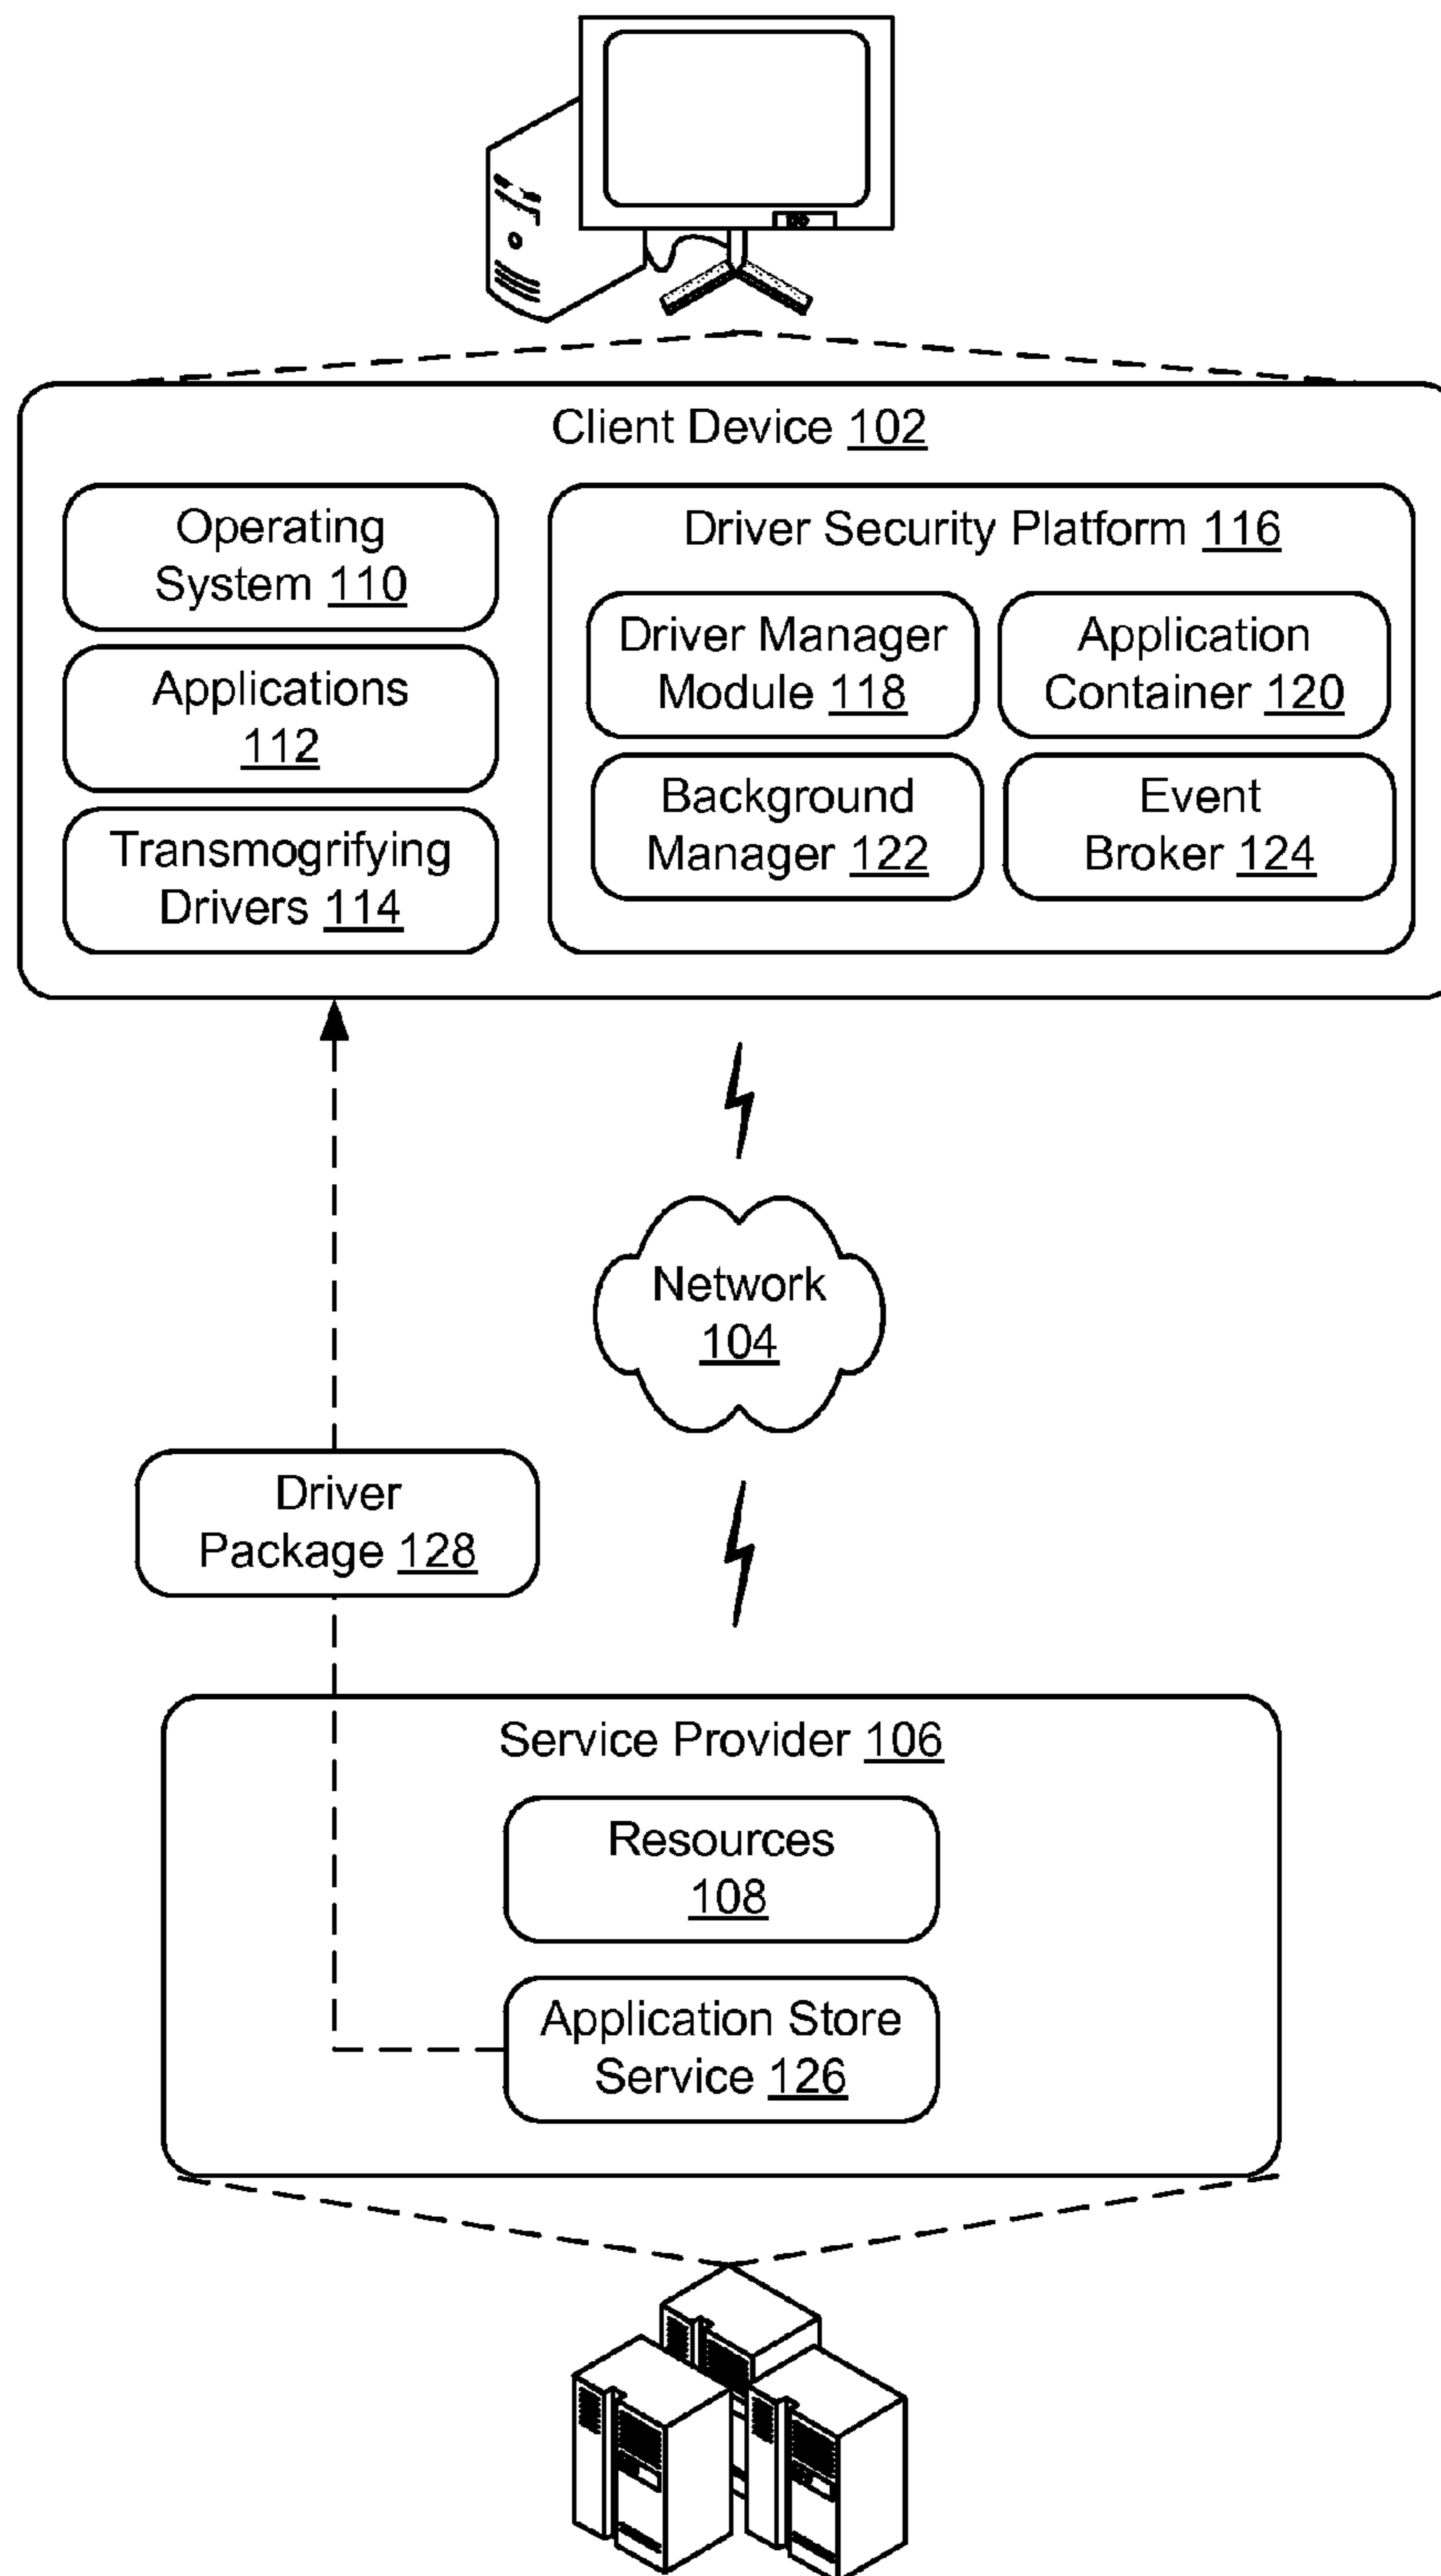 Client Device 102
Operating
System 110
Applications
112
Transmogrifying
Drivers 114
Driver Security Platform 116
Driver Manager
Module 118
Application
Container 120
Background
Manager 122
Event
Broker 124
Network
104
Driver
Package 128
Service Provider 106
Resources
108
Application Store
Service 126